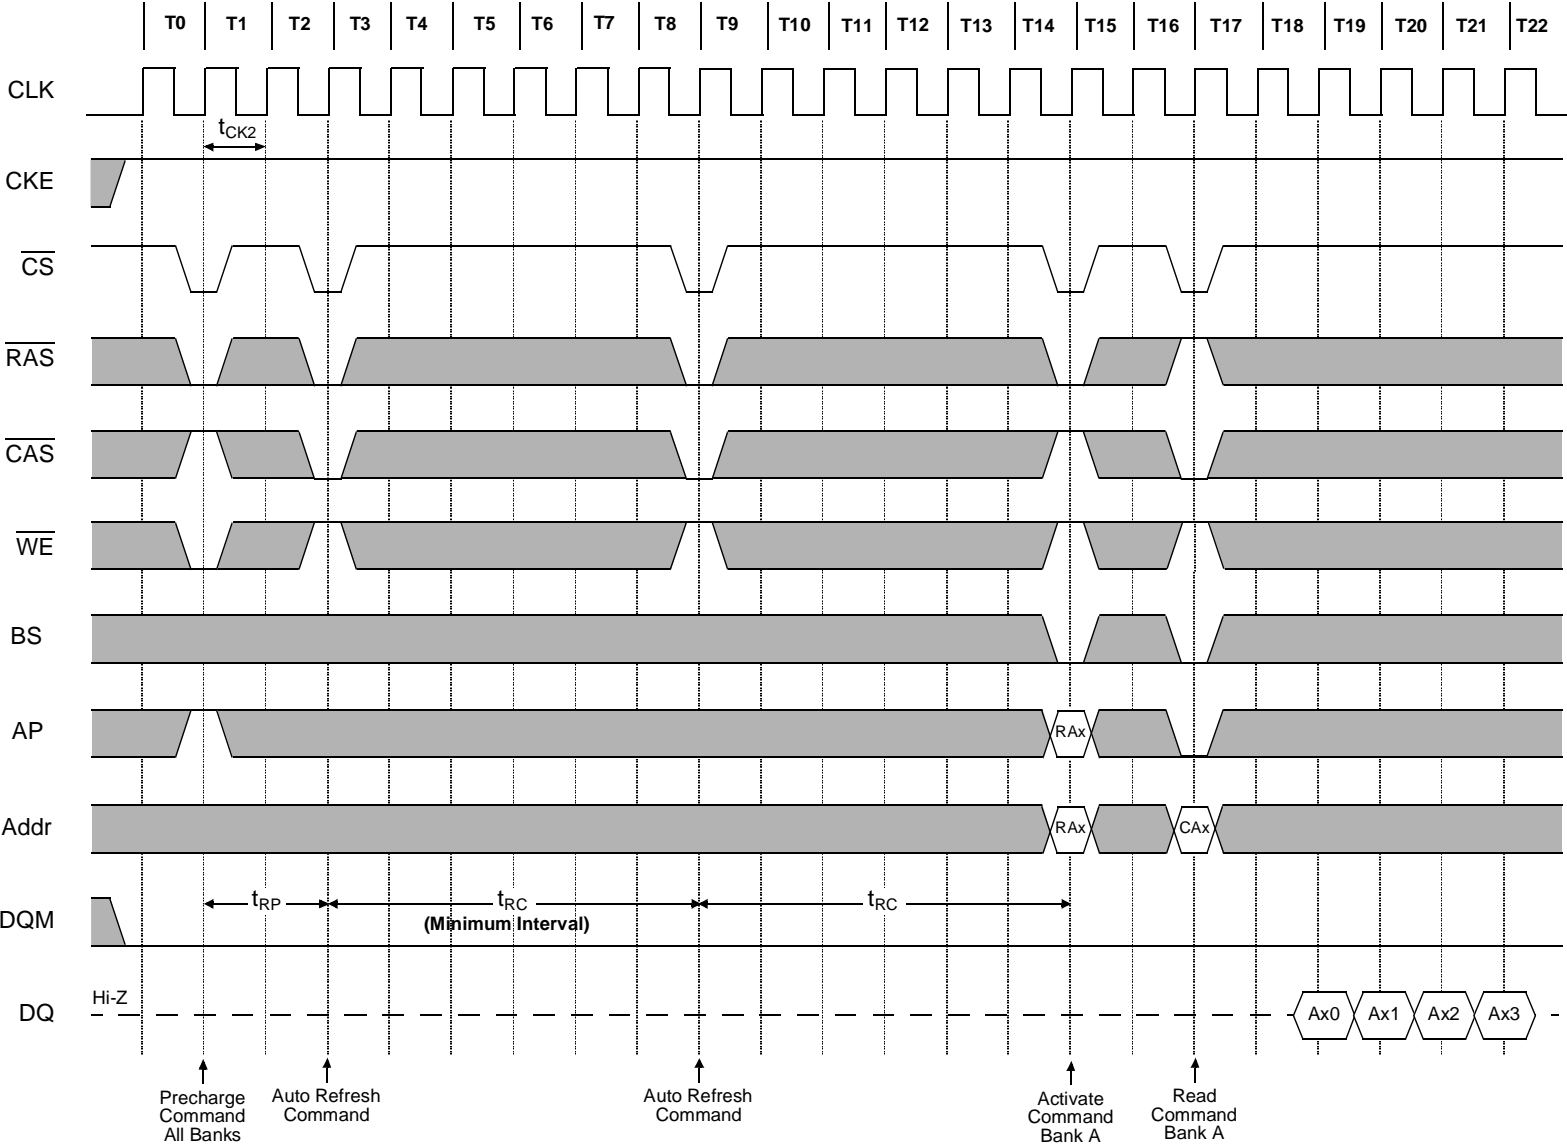 T0 T1 T2 T3 T4 T5 T6 T7 T8 T9 T10 T11 T12 T13 T14 T15 T16 T17 T18 T19 T20 T21 T22
CLK
tCK2
CKE
CS
RAS
CAS
WE
BS
AP
RAx
Addr
RAx CAx
tRP tRC tRC
DQM
(Minimum Interval)
Hi-Z
DQ
Ax0 Ax1 Ax2 Ax3
Precharge
Command
All Banks
Auto Refresh
Command
Auto Refresh
Command
Activate
Command
Bank A
Read
Command
Bank A